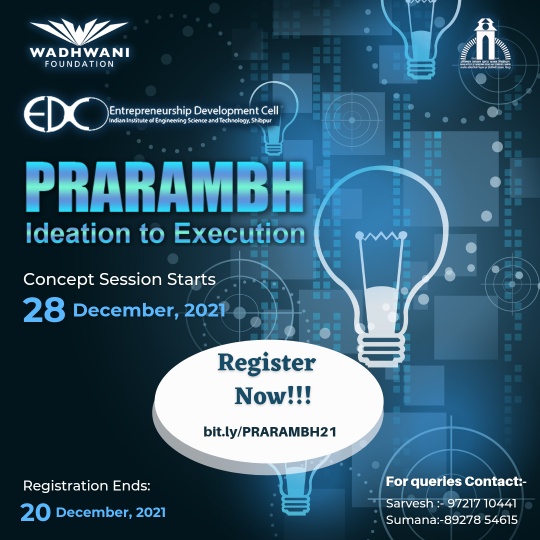 WADHWANI
FOUNDATION
EDC
Entrepreneurship Development Cell
Indian Institute of Engineering Science and Technology, Shibpur
PRARAMBH
Ideation to Execution
Concept Session Starts
28 December, 2021
Register
Now!!!
bit.ly/PRARAMBH21
Registration Ends:
20 December, 2021
For queries Contact:-
Sarvesh :- 97217 10441
Sumana:-89278 54615